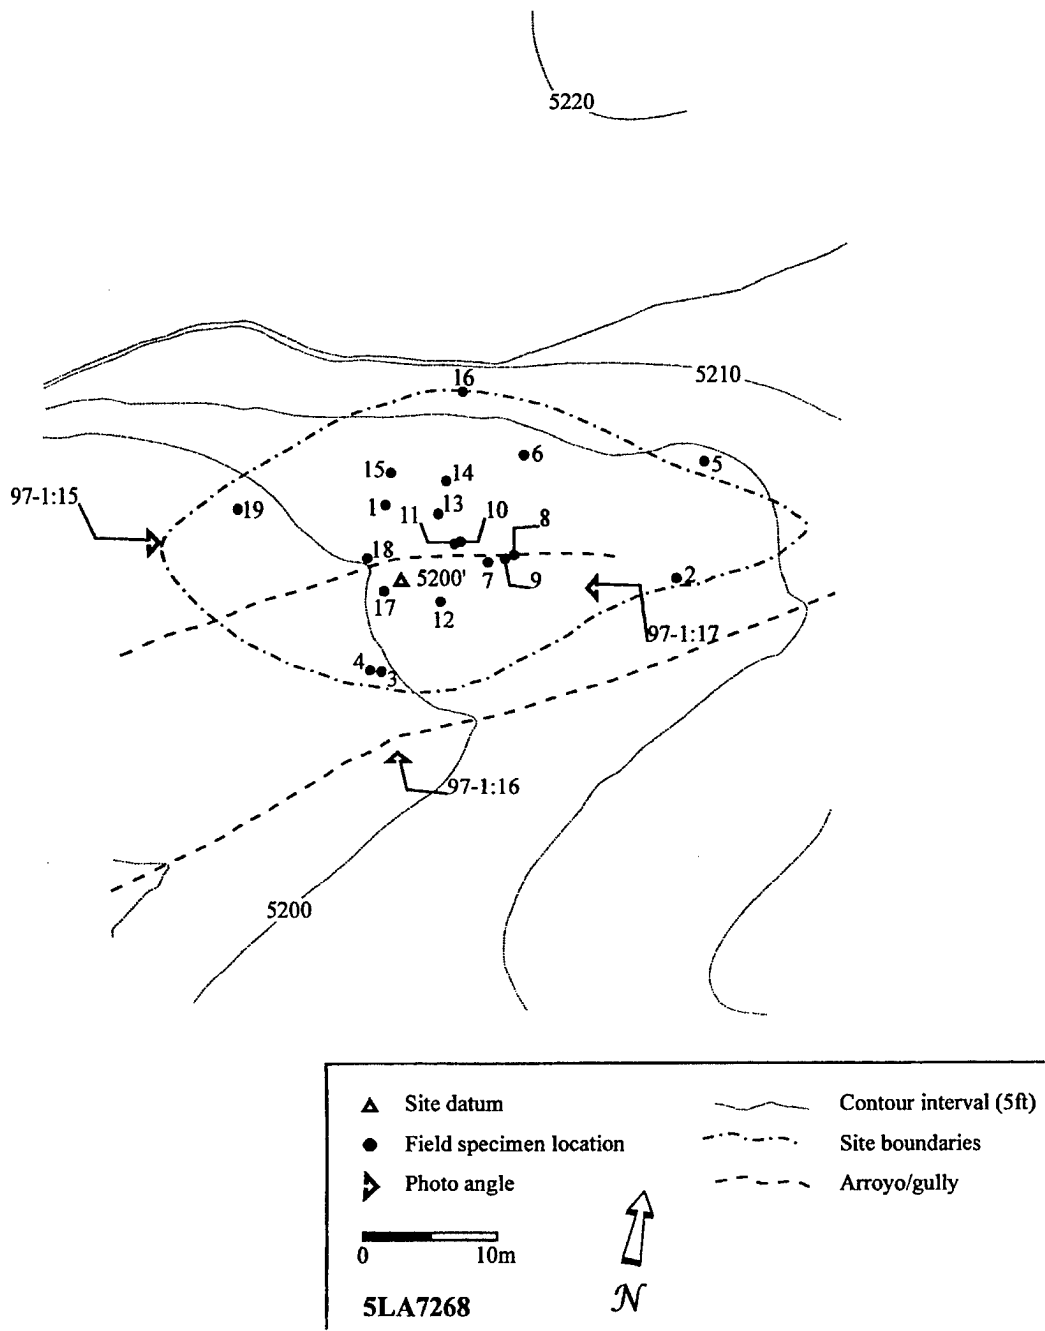 5220
5210
16
6
5
15
14
97-1:15
19
1
13
10
11
8
18
5200'
7
9
2
17
12
97-1:17
4
3
97-1:16
5200
Site datum
Contour interval (5ft)
Field specimen location
Site boundaries
Photo angle
Arroyo/gully
0 10m
5LA7268
N